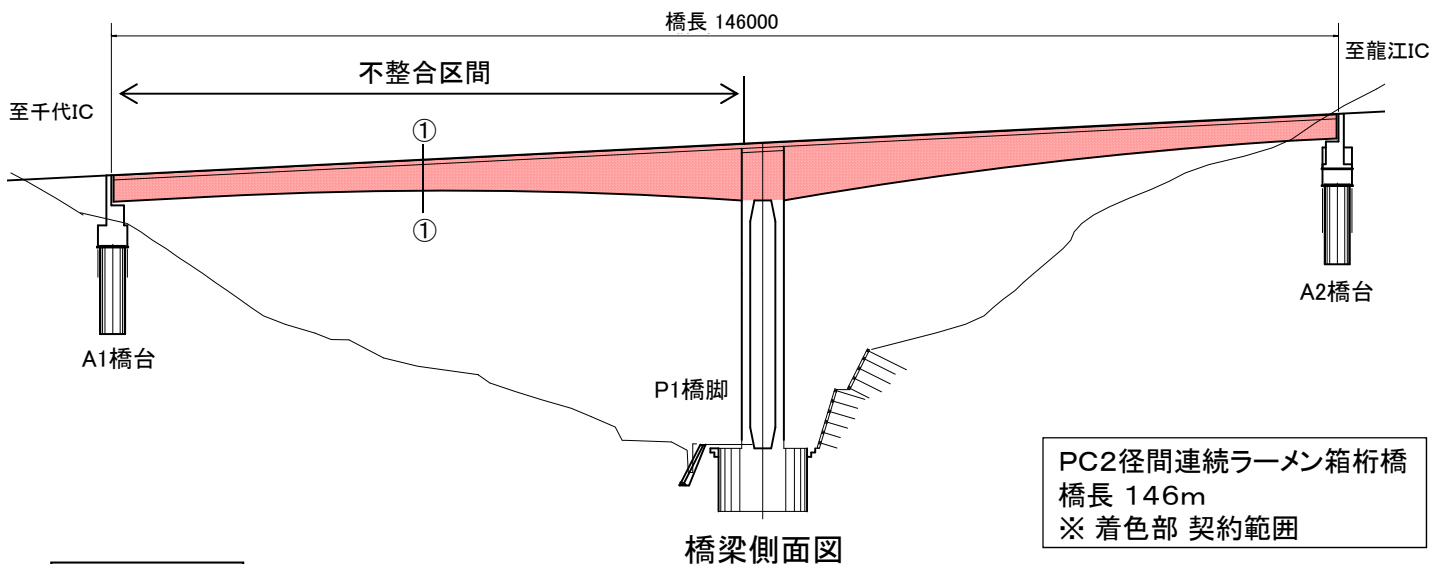 橋長 146000
至龍江IC
不整合区間
至千代IC
①
①
A2橋台
A1橋台
P1橋脚
PC2径間連続ラーメン箱桁橋
橋長 146m
※ 着色部 契約範囲
橋梁側面図